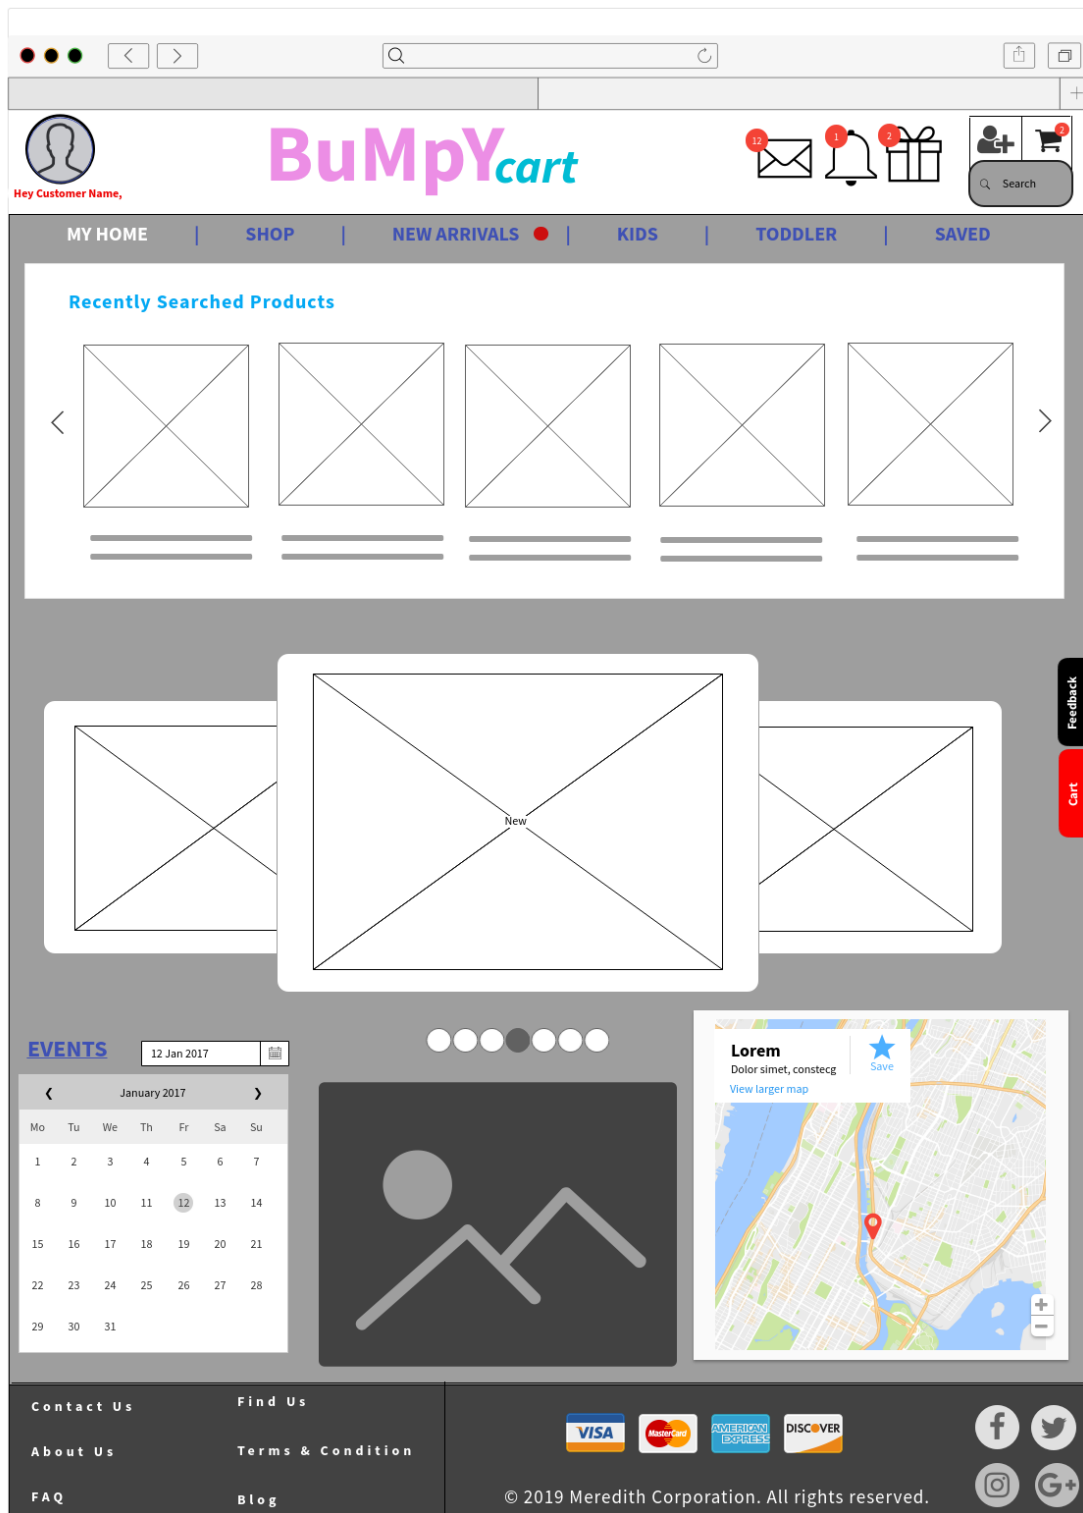 Hey Customer Name,
BuMpY cart
12
1
2
2
Search
MY HOME | SHOP | NEW ARRIVALS | KIDS | TODDLER | SAVED
Recently Searched Products
New
Feedback
Cart
EVENTS
12 Jan 2017
January 2017
Mo Tu We Th Fr Sa Su
1 2 3 4 5 6 7
8 9 10 11 12 13 14
15 16 17 18 19 20 21
22 23 24 25 26 27 28
29 30 31
Lorem
Dolor simet, constecg
View larger map
Save
Contact Us
Find Us
About Us
Terms & Condition
FAQ
Blog
VISA
MasterCard
AMERICAN
EXPRESS
DISCOVER
© 2019 Meredith Corporation. All rights reserved.
f
G+